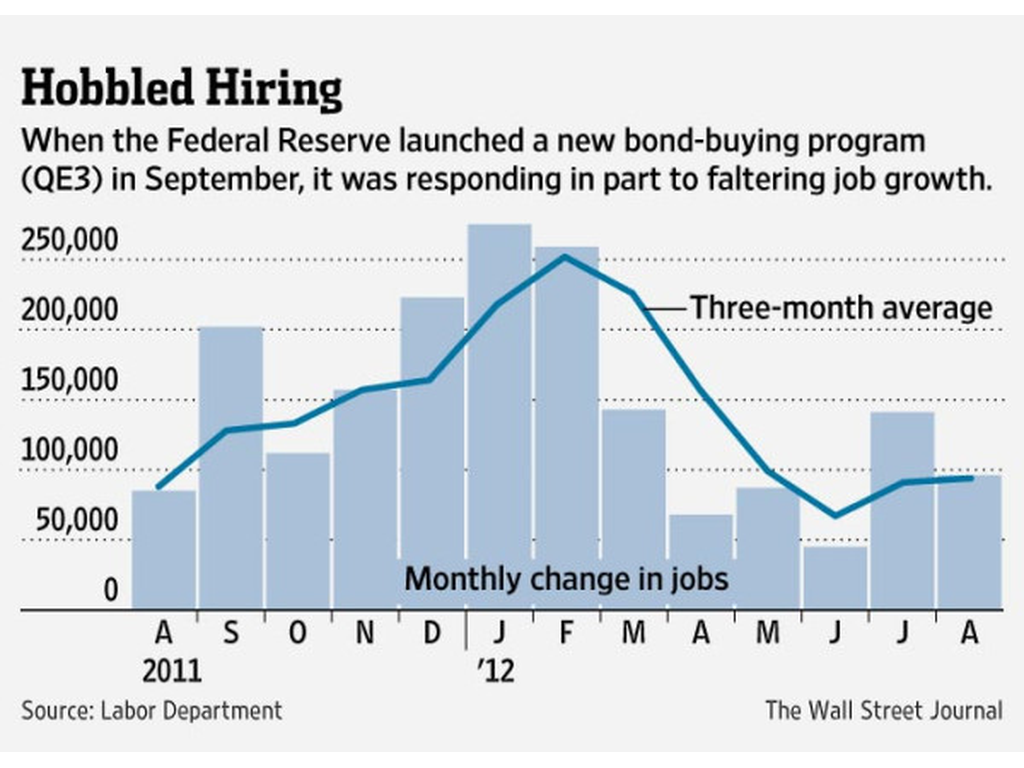 Hobbled Hiring
When the Federal Reserve launched a new bond-buying program
(QE3) in September, it was responding in part to faltering job growth.
250,000
200,000
Three-month average
150,000
100,000
50,000
Monthly change in jobs
0
A S O N D J F M A M J J A
2011 '12
Source: Labor Department The Wall Street Journal